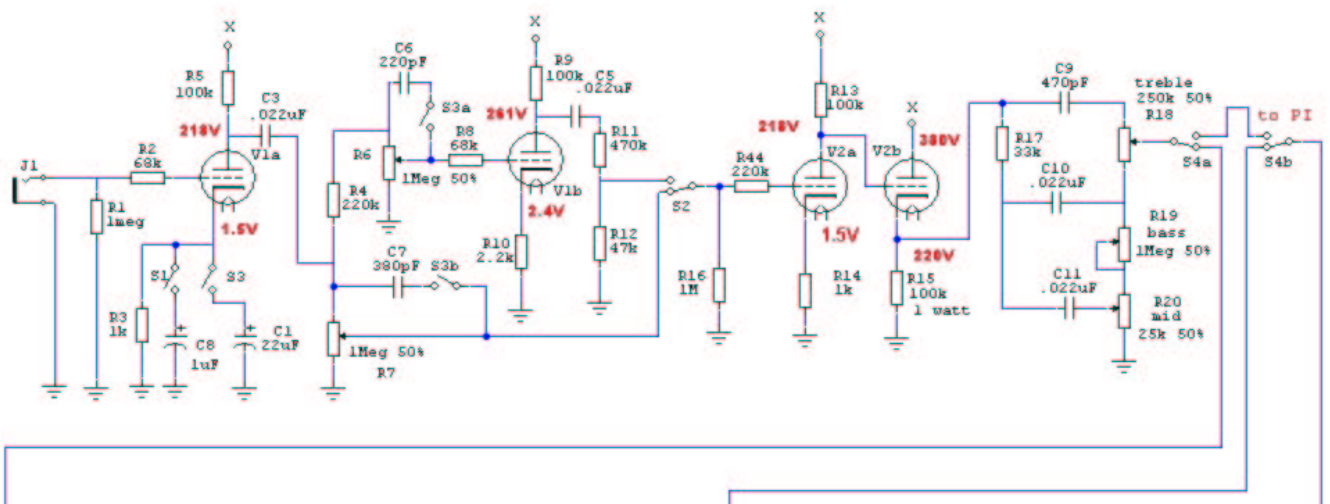 J1
R1
1meg
R2
68k
X
R5
100k
C3
.022uF
218V
V1a
1.5V
S1
S3
R3
1k
C8
1uF
C1
22uF
C6
220pF
S3a
R6
1Meg 50%
R8
68k
R4
220k
C7
380pF
S3b
1Meg 50%
R7
X
R9
100k
261V
V1b
2.4V
R10
2.2k
C5
.022uF
R11
470k
R12
47k
S2
R16
1M
R44
220k
X
R13
100k
218V
V2a
1.5V
R14
1k
X
380V
V2b
220V
R15
100k
1 watt
C9
470pF
R17
33k
C10
.022uF
C11
.022uF
treble
250k 50%
R18
R19
bass
1Meg 50%
R20
mid
25k 50%
S4a
to PI
S4b